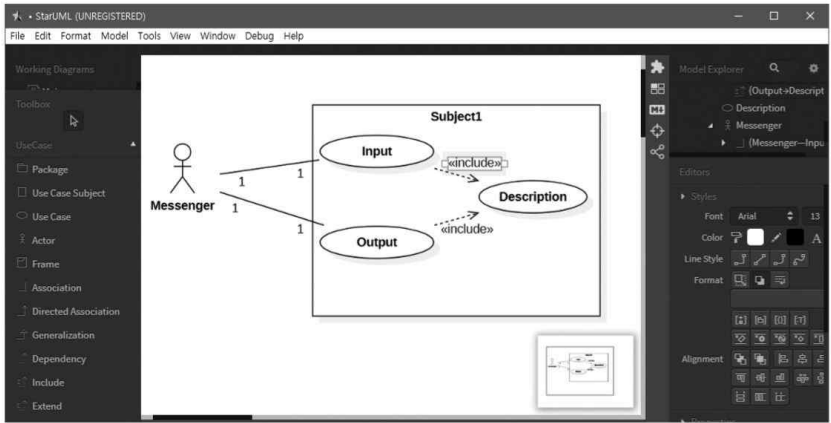 StarUML (UNREGISTERED)
File Edit Format Model Tools View Window Debug Help
Working Diagrams
Toolbox
UseCase
Package
Use Case Subject
Use Case
Actor
Frame
Association
Directed Association
Generalization
Dependency
Include
Extend
Subject1
Input
«include»
1
1
Messenger
1
1
Description
Output
«include»
Model Explorer
(Output→Descript
Description
Messenger
(Messenger—Inpu
Editors
Styles
Font Arial 13
Color A
Line Style
Format
Alignment